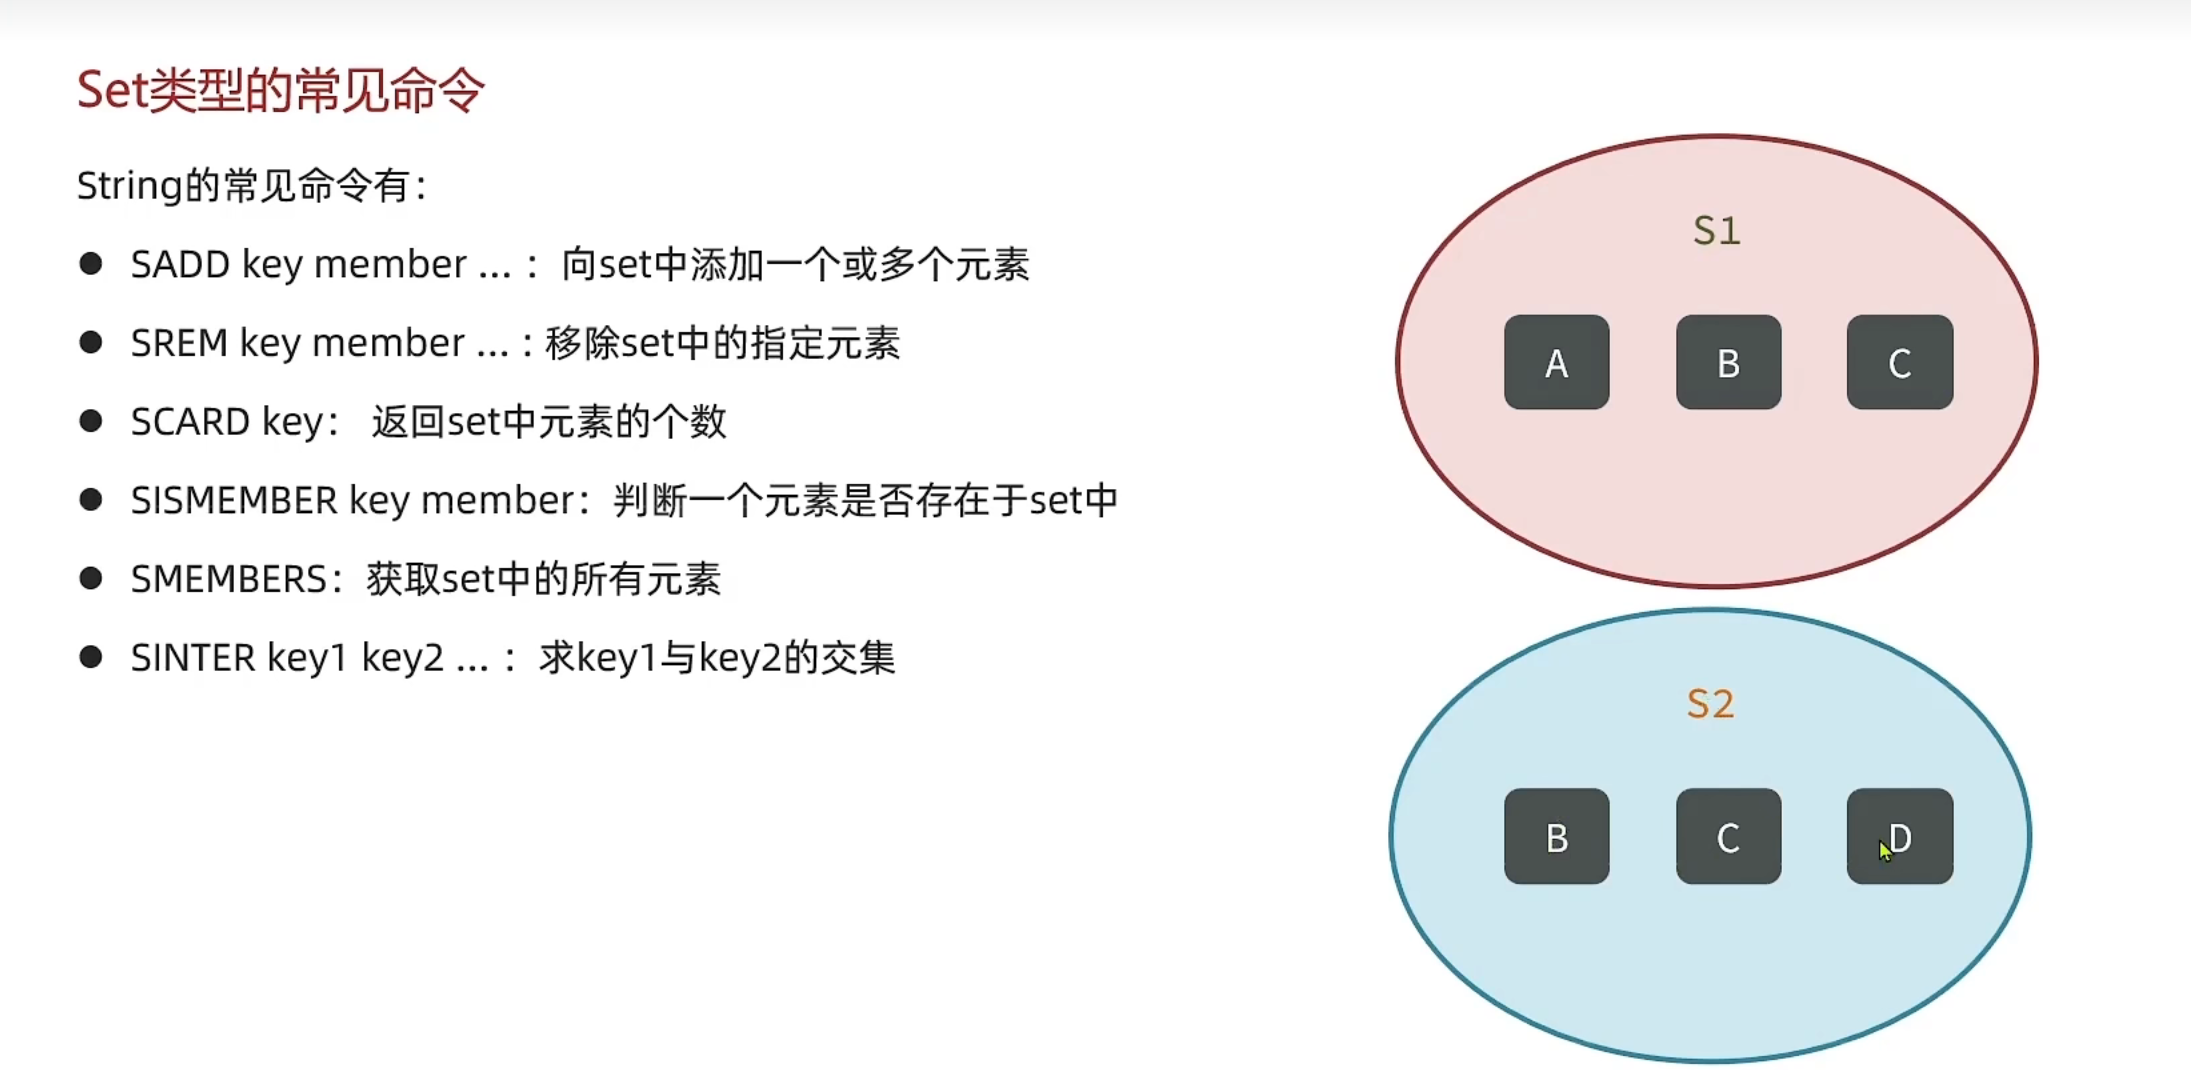 Set类型的常见命令
String的常见命令有：
● SADD key member ... ：向set中添加一个或多个元素
● SREM key member ... : 移除set中的指定元素
● SCARD key： 返回set中元素的个数
● SISMEMBER key member：判断一个元素是否存在于set中
● SMEMBERS：获取set中的所有元素
● SINTER key1 key2 ... ：求key1与key2的交集
S1
A B C
S2
B C D